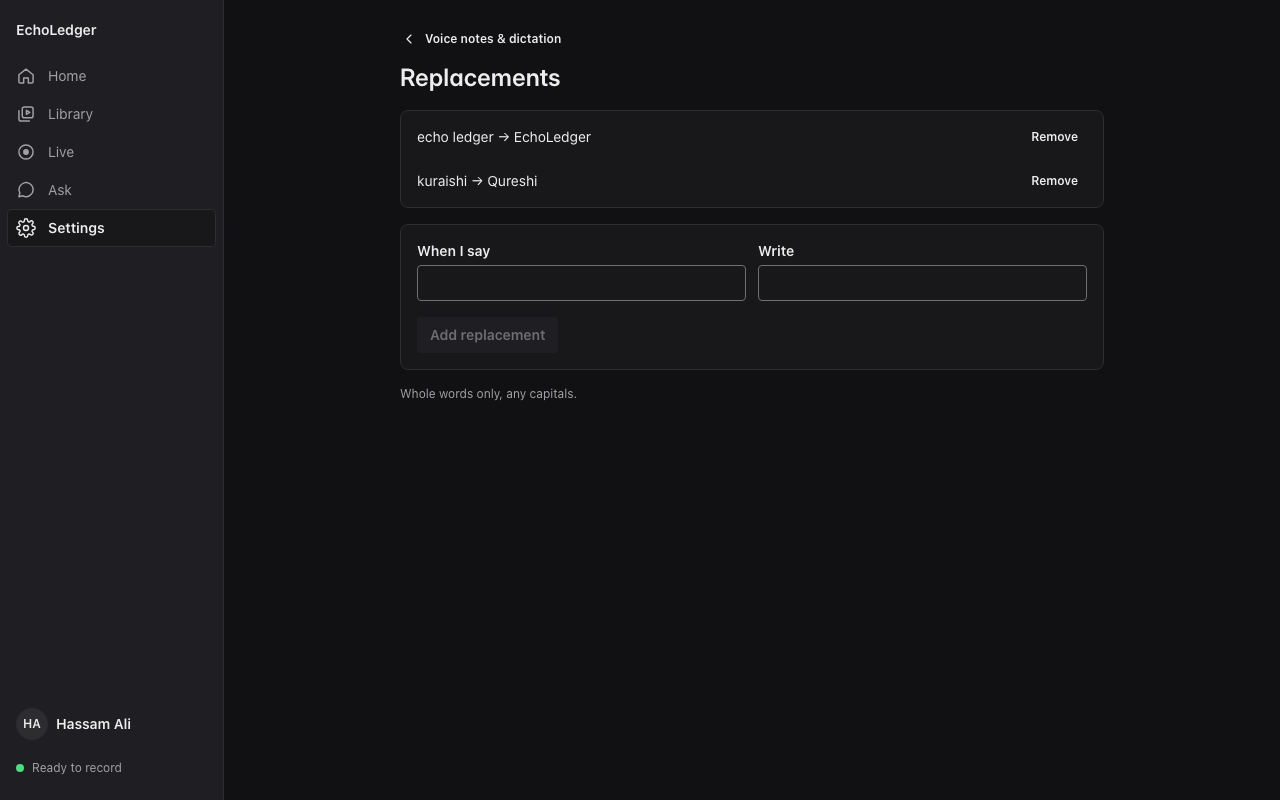 EchoLedger
Home
Library
Live
Ask
Settings
Hassam Ali
HA
Ready to record
Voice notes & dictation
Replacements
echo ledger → EchoLedger
Remove
kuraishi → Qureshi
Remove
When I say
Write
Add replacement
Whole words only, any capitals.